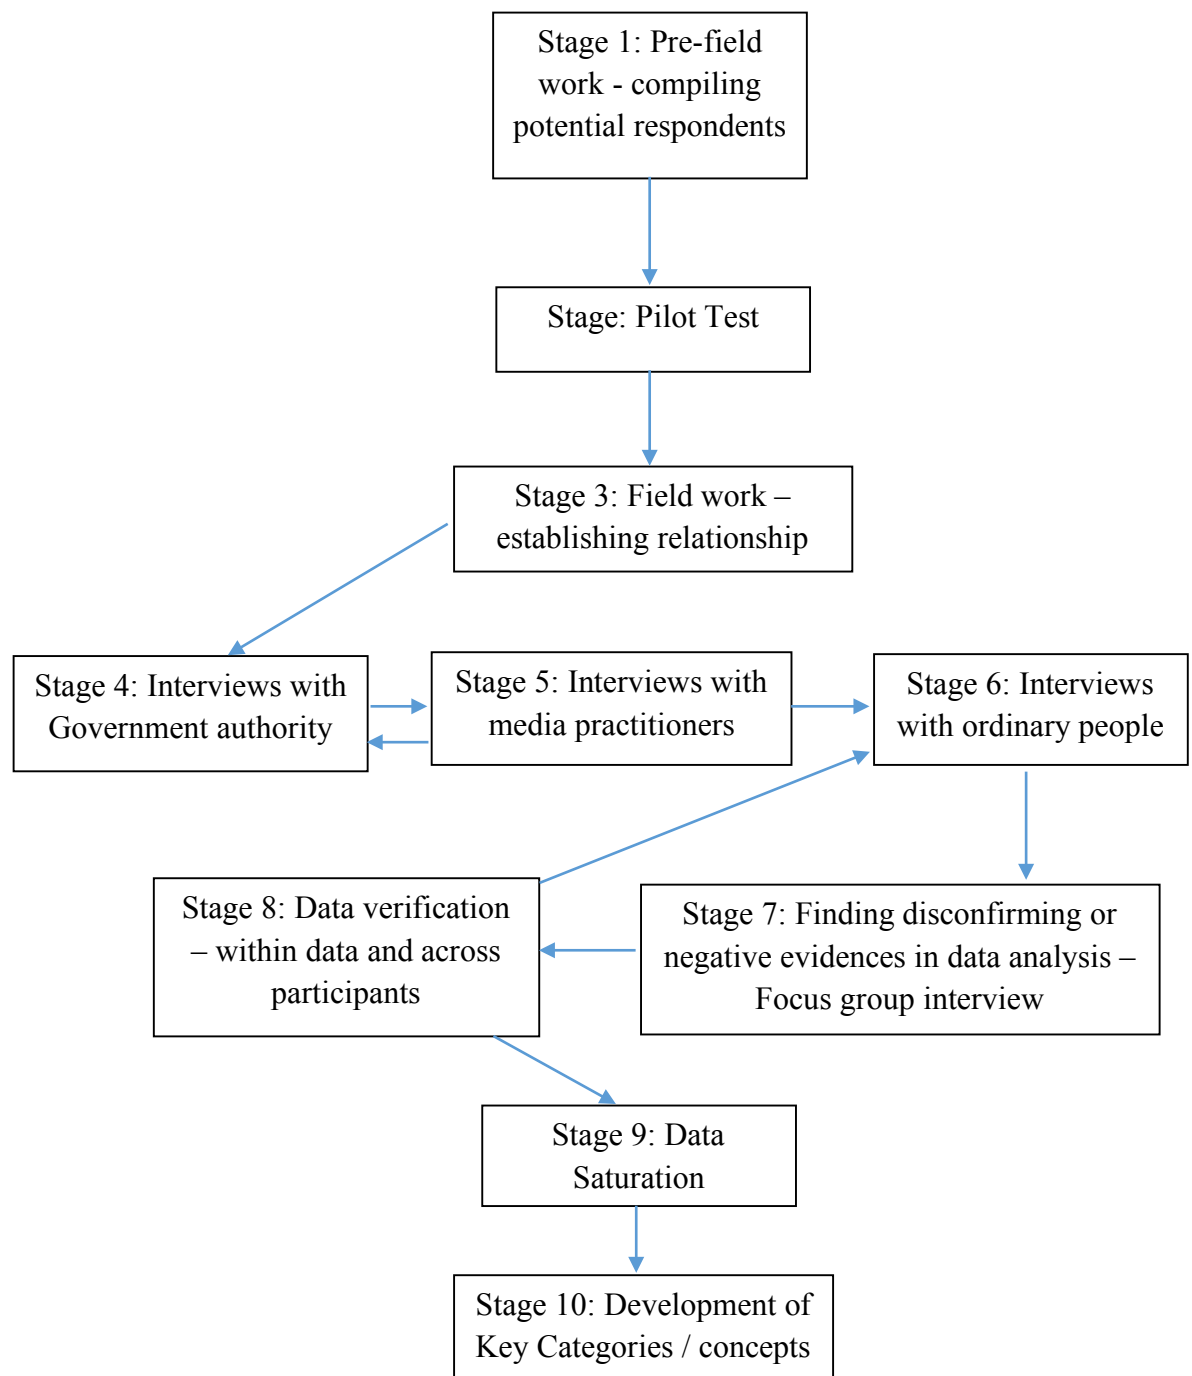 Stage 1: Pre-field
work - compiling
potential respondents
Stage: Pilot Test
Stage 3: Field work –
establishing relationship
Stage 4: Interviews with
Government authority
Stage 5: Interviews with
media practitioners
Stage 6: Interviews
with ordinary people
Stage 8: Data verification
– within data and across
participants
Stage 7: Finding disconfirming or
negative evidences in data analysis –
Focus group interview
Stage 9: Data
Saturation
Stage 10: Development of
Key Categories / concepts